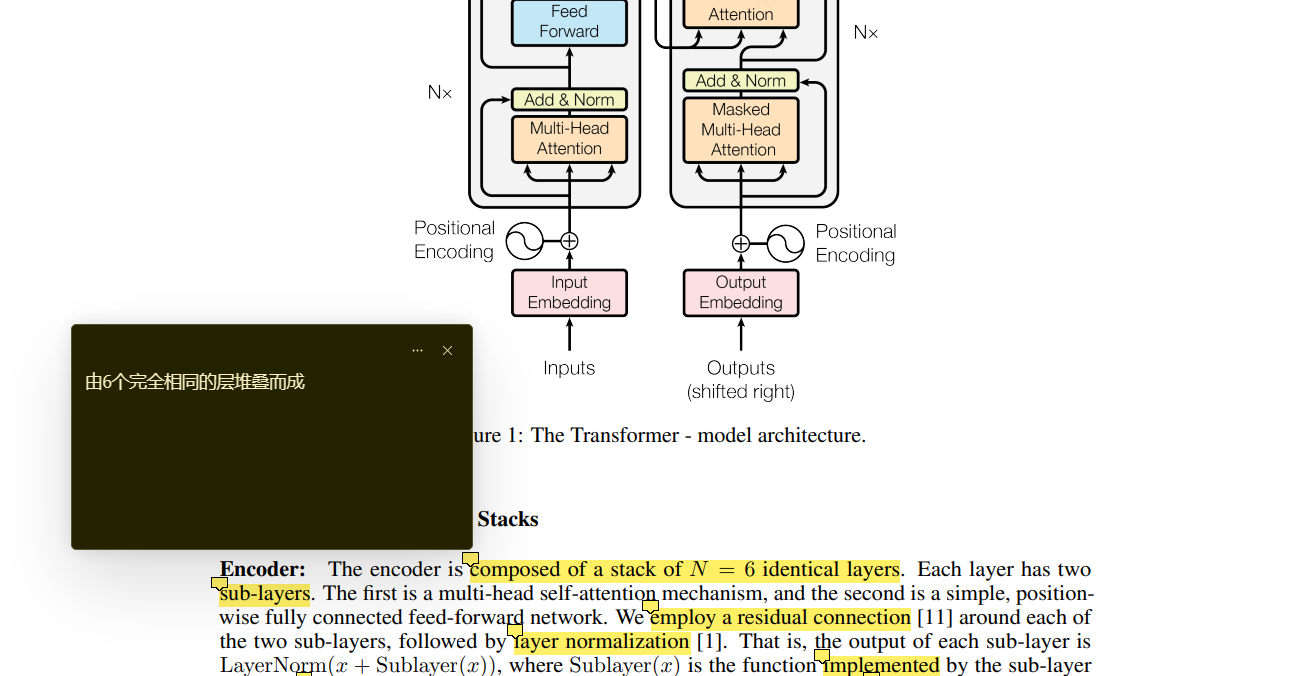 Feed
Forward
Attention
N×
Add & Norm
N×
Add & Norm
Masked
Multi-Head
Attention
Multi-Head
Attention
Positional
Encoding
Positional
Encoding
Input
Embedding
Output
Embedding
Inputs
Outputs
(shifted right)
由6个完全相同的层堆叠而成
ure 1: The Transformer - model architecture.
Stacks
Encoder: The encoder is composed of a stack of N = 6 identical layers. Each layer has two
sub-layers. The first is a multi-head self-attention mechanism, and the second is a simple, position-
wise fully connected feed-forward network. We employ a residual connection [11] around each of
the two sub-layers, followed by layer normalization [1]. That is, the output of each sub-layer is
LayerNorm(x + Sublayer(x)), where Sublayer(x) is the function implemented by the sub-layer